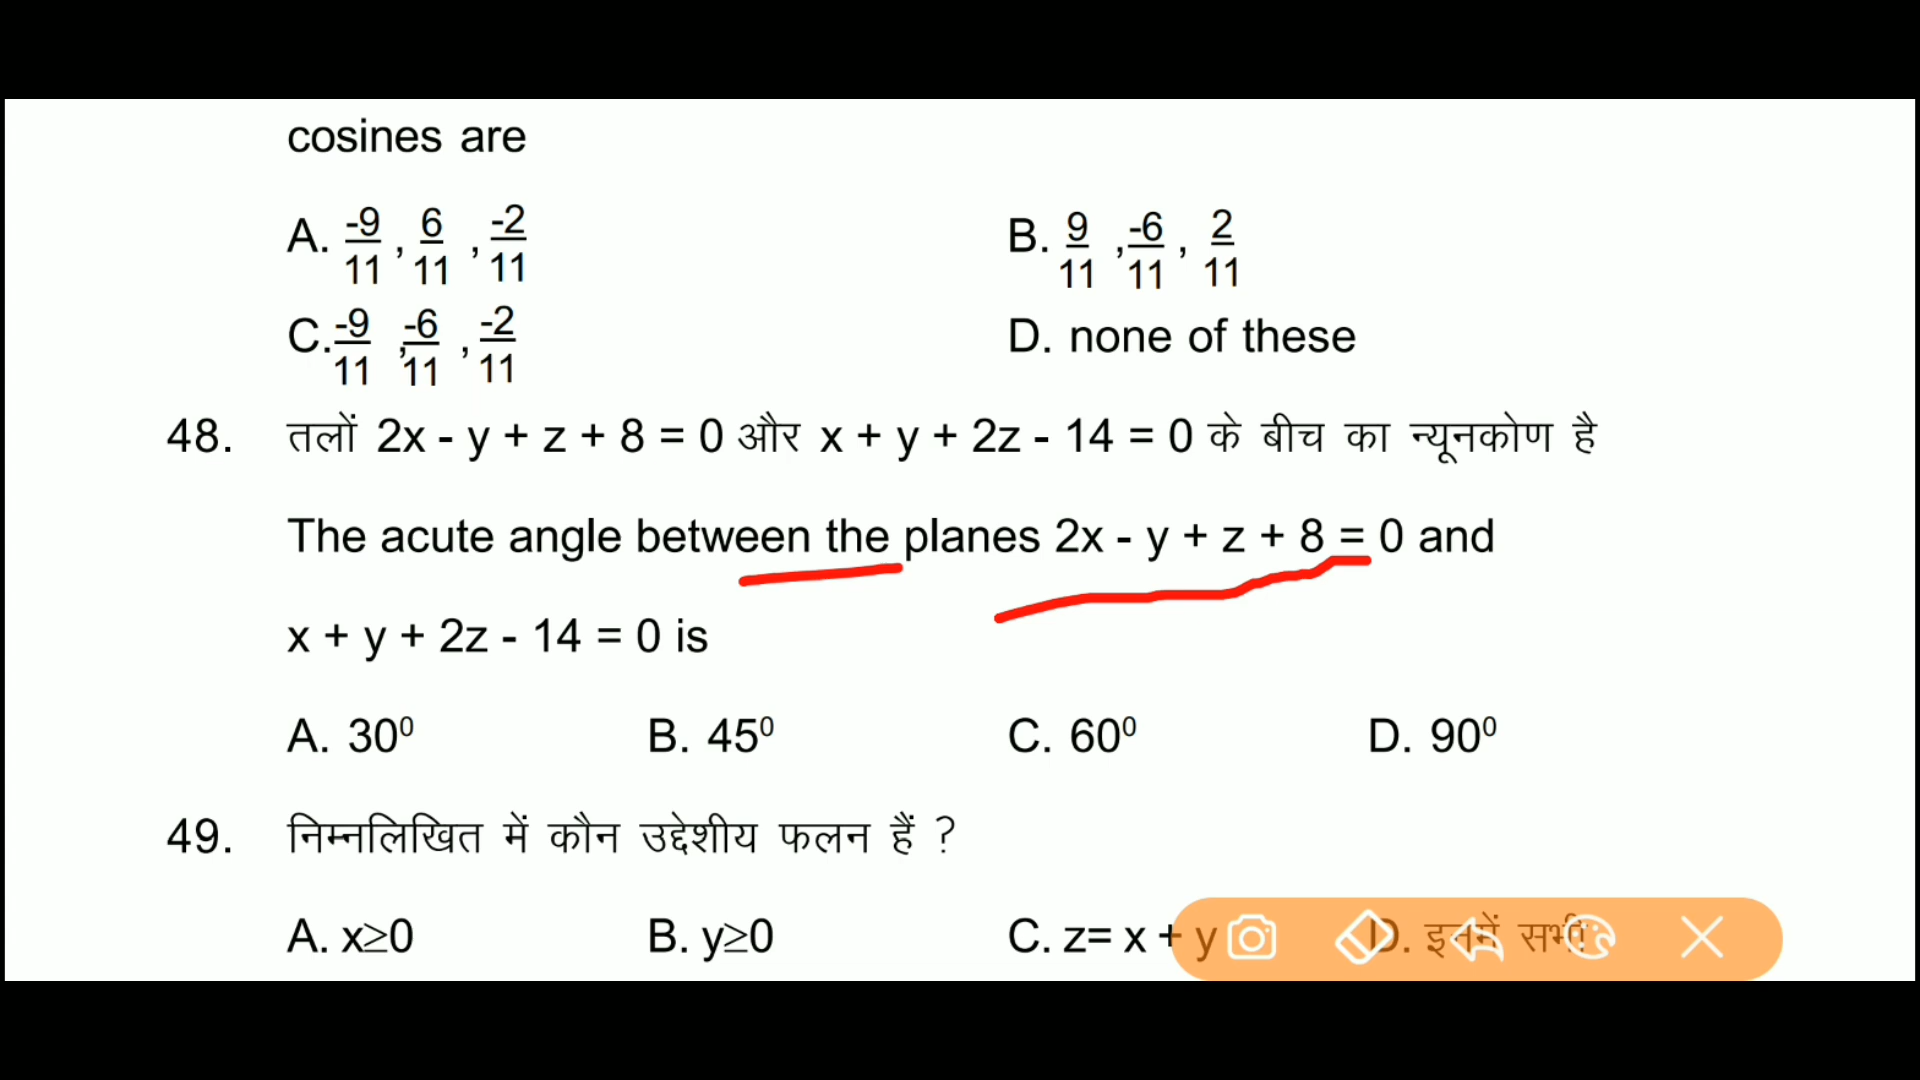 cosines are
A. -9/11 , 6/11 , -2/11 B. 9/11 , -6/11 , 2/11
C. -9/11 , -6/11 , -2/11 D. none of these
48. तलों 2x - y + z + 8 = 0 और x + y + 2z - 14 = 0 के बीच का न्यूनकोण है
The acute angle between the planes 2x - y + z + 8 = 0 and
x + y + 2z - 14 = 0 is
A. 30⁰ B. 45⁰ C. 60⁰ D. 90⁰
49. निम्नलिखित में कौन उद्देशीय फलन हैं ?
A. x≥0 B. y≥0 C. z= x + y D. इनमें सभी